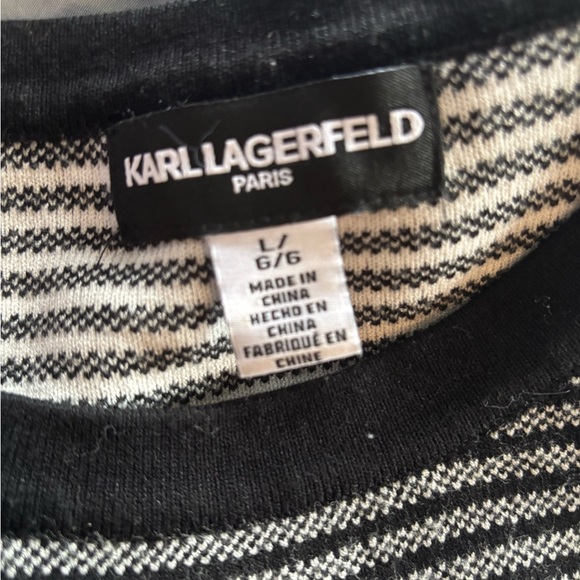 KARL LAGERFELD
PARIS
L/
G/G
MADE IN
CHINA
HECHO EN
CHINA
FABRIQUÉ EN
CHINE